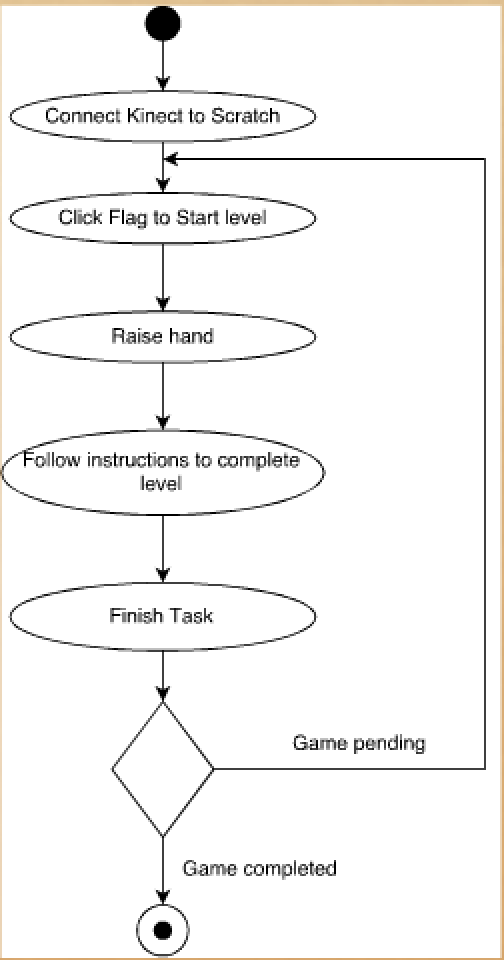 Connect Kinect to Scratch
Click Flag to Start level
Raise hand
Follow instructions to complete
level
Finish Task
Game pending
Game completed